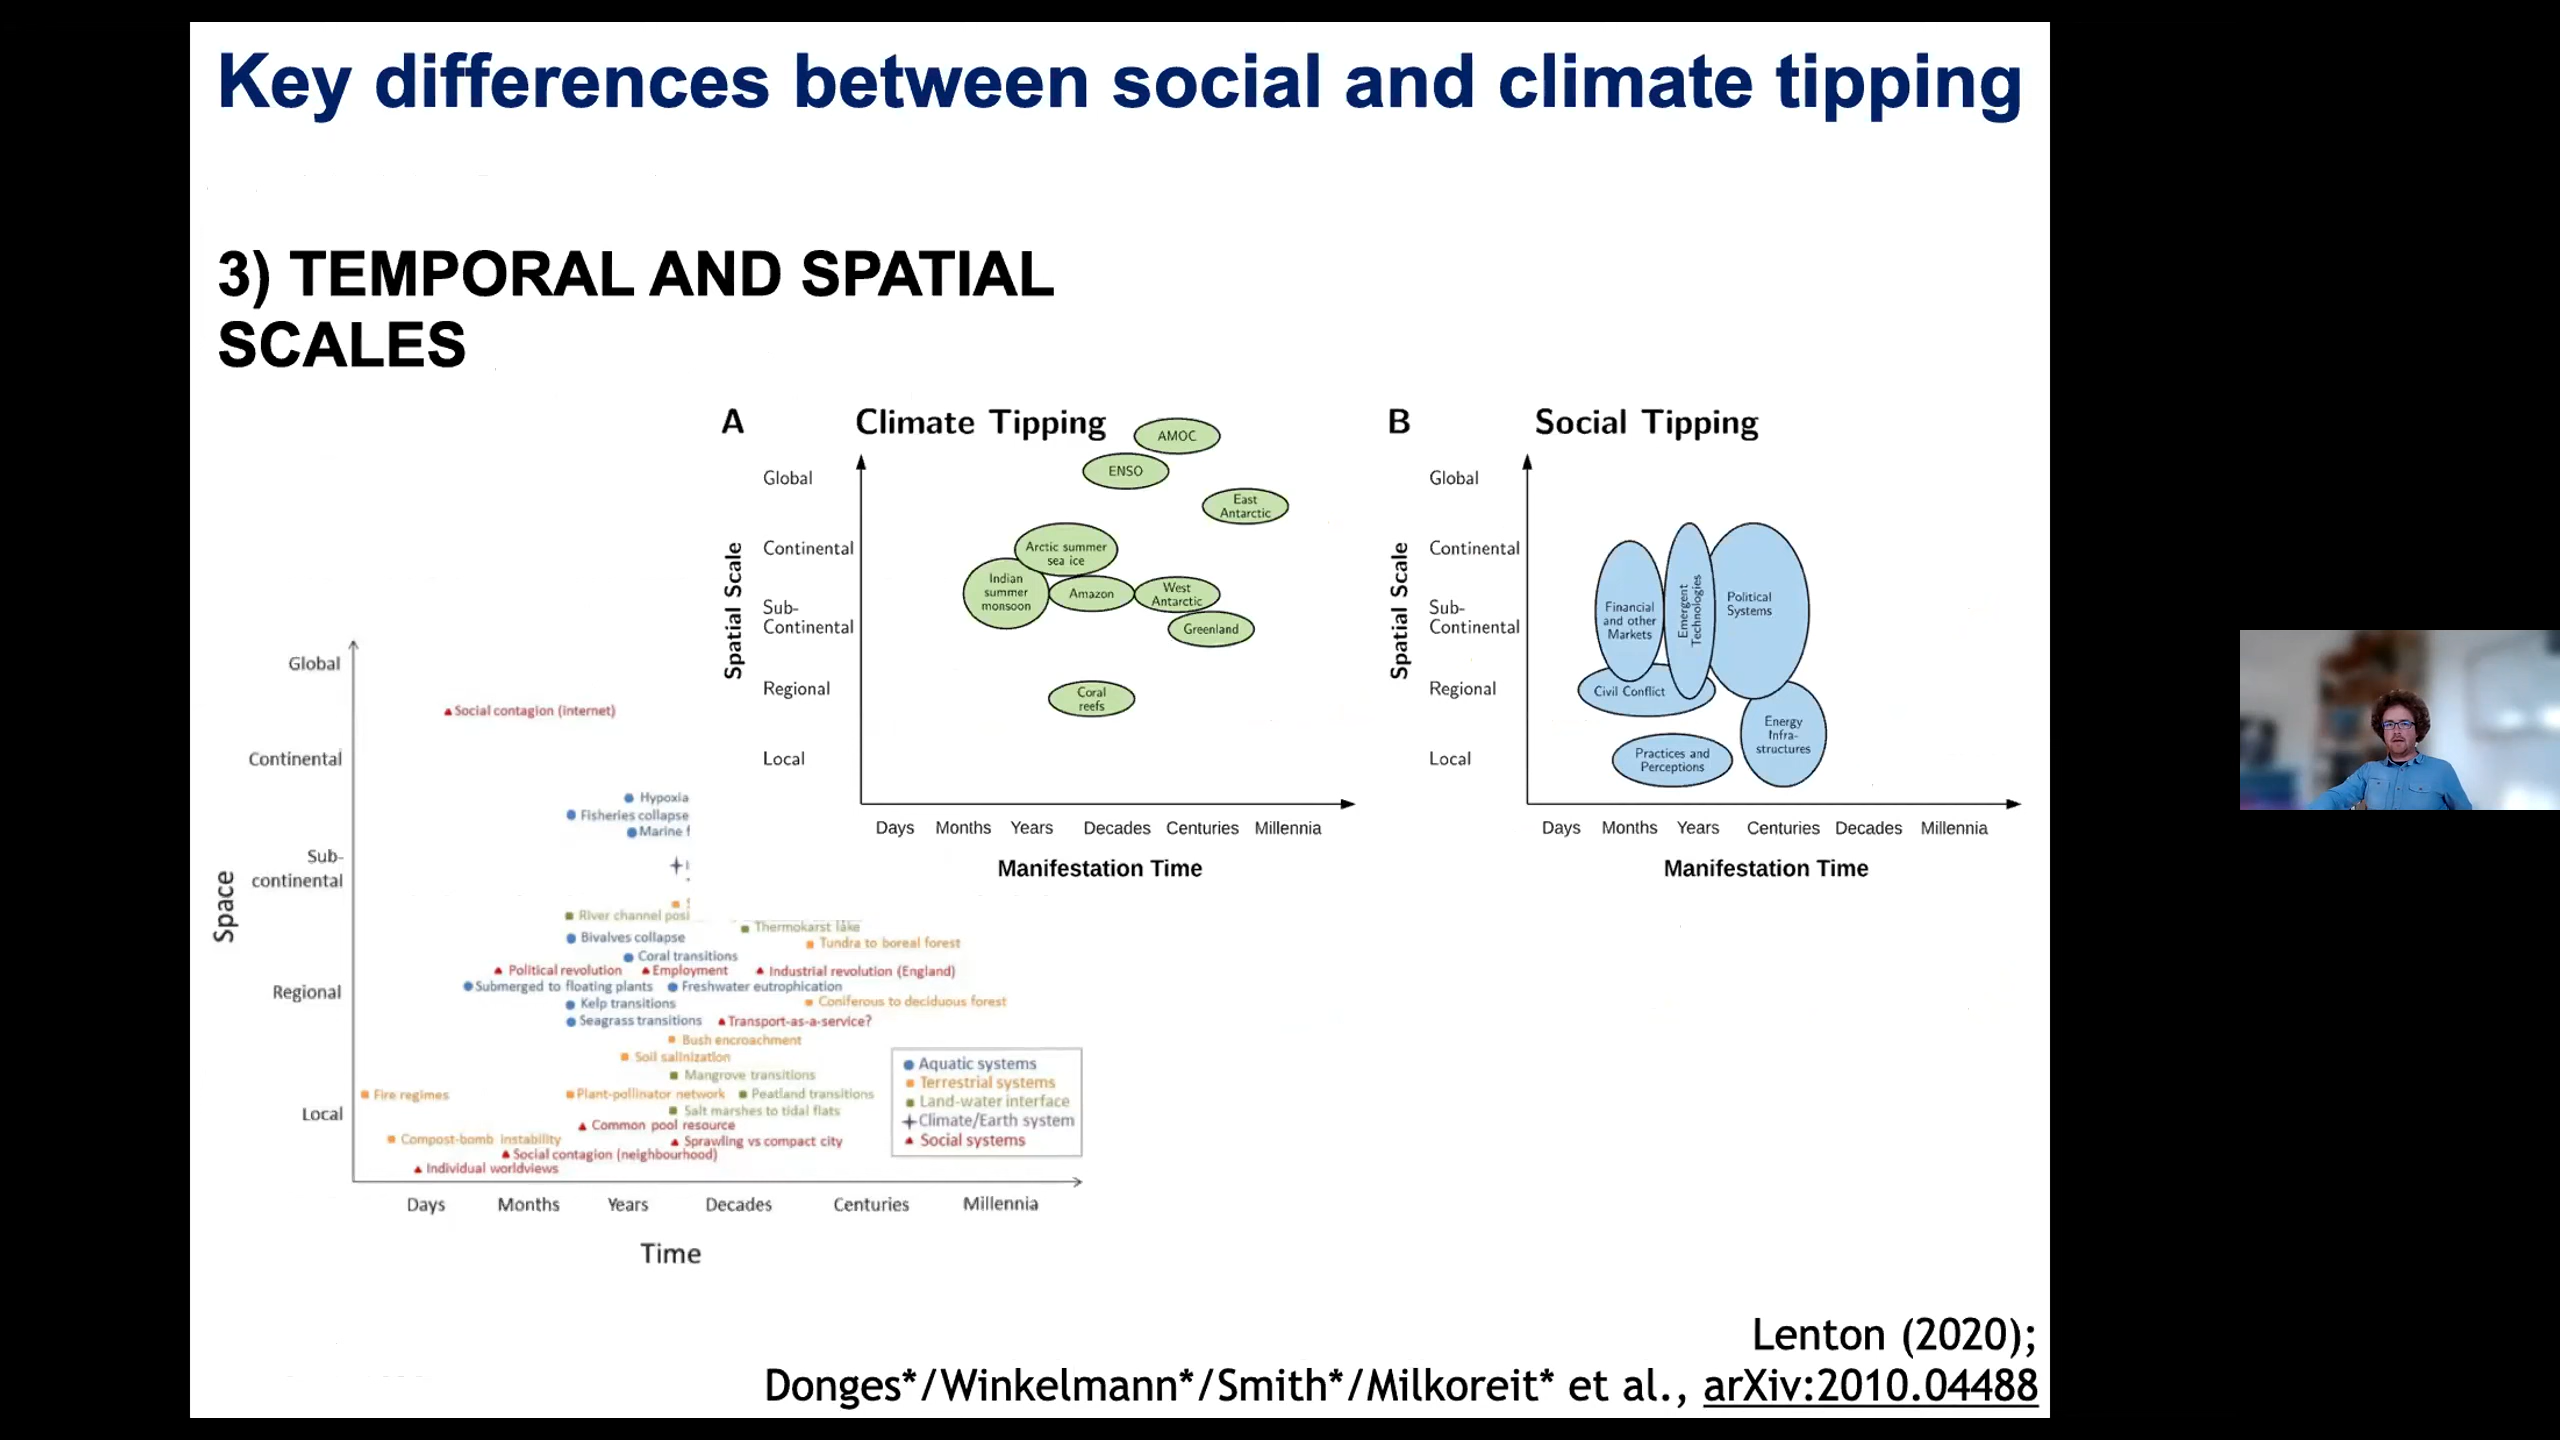 Key differences between social and climate tipping
3) TEMPORAL AND SPATIAL
SCALES
A
Climate Tipping
Spatial Scale
Global
Continental
Sub-
Continental
Regional
Local
AMOC
ENSO
East
Antarctic
Arctic summer
sea ice
Indian
summer
monsoon
Amazon
West
Antarctic
Greenland
Coral
reefs
Days Months Years Decades Centuries Millennia
Manifestation Time
B
Social Tipping
Spatial Scale
Global
Continental
Sub-
Continental
Regional
Local
Financial
and other
Markets
Emergent
Technologies
Political
Systems
Civil Conflict
Energy
Infra-
structures
Practices and
Perceptions
Days Months Years Centuries Decades Millennia
Manifestation Time
Space
Global
Continental
Sub-
continental
Regional
Local
Social contagion (internet)
Hypoxia
Fisheries collapse
Marine
River channel
Thermokarst lake
Bivalves collapse
Tundra to boreal forest
Coral transitions
Political revolution
Employment
Industrial revolution (England)
Submerged to floating plants
Freshwater eutrophication
Kelp transitions
Coniferous to deciduous forest
Seagrass transitions
Transport-as-a-service?
Bush encroachment
Soil salinization
Mangrove transitions
Fire regimes
Plant-pollinator network
Peatland transitions
Salt marshes to tidal flats
Common pool resource
Compost-bomb instability
Sprawling vs compact city
Social contagion (neighbourhood)
Individual worldviews
Aquatic systems
Terrestrial systems
Land-water interface
Climate/Earth system
Social systems
Days Months Years Decades Centuries Millennia
Time
Lenton (2020);
Donges*/Winkelmann*/Smith*/Milkoreit* et al., arXiv:2010.04488